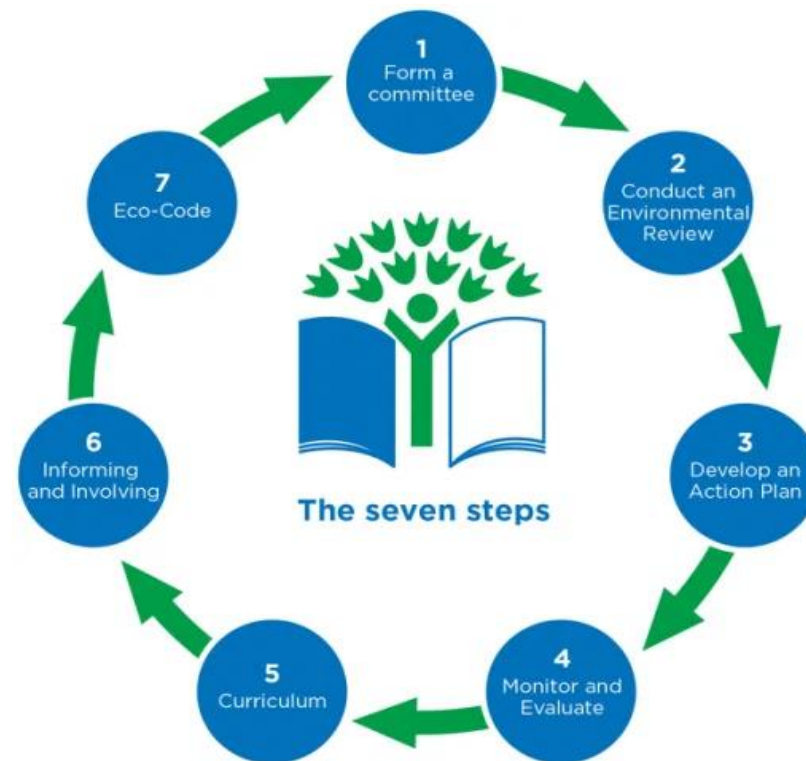 1
Form a
committee
2
Conduct an
Environmental
Review
3
Develop an
Action Plan
4
Monitor and
Evaluate
5
Curriculum
6
Informing
and Involving
7
Eco-Code
The seven steps